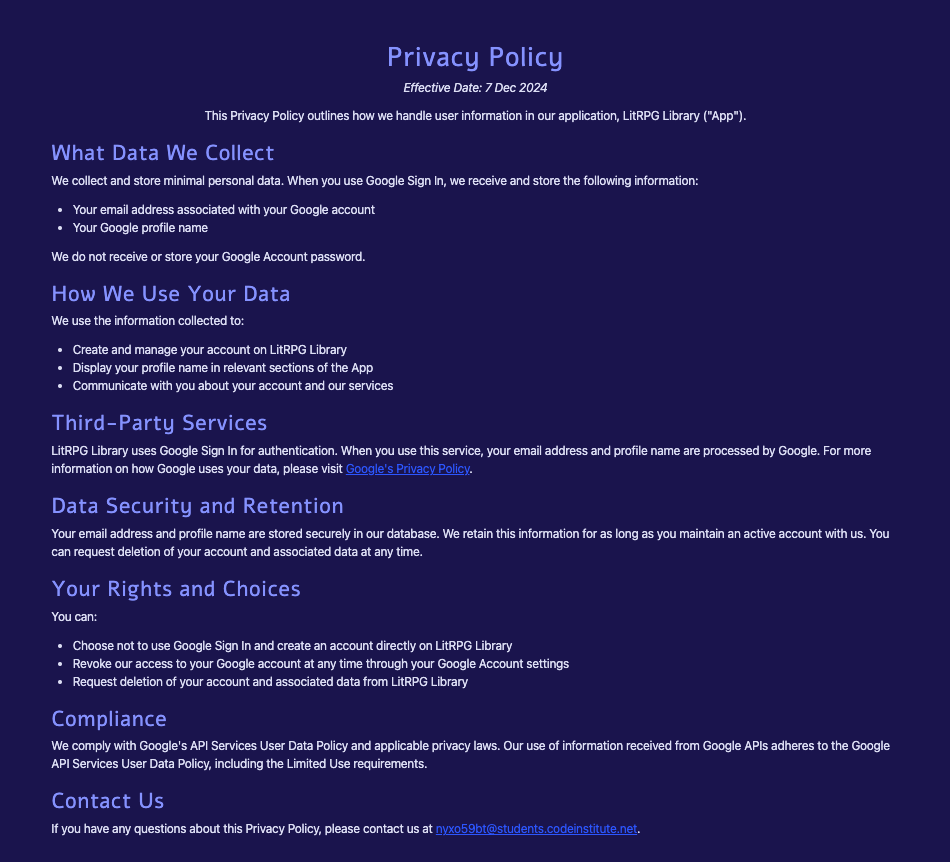 Privacy Policy
Effective Date: 7 Dec 2024
This Privacy Policy outlines how we handle user information in our application, LitRPG Library ("App").
What Data We Collect
We collect and store minimal personal data. When you use Google Sign In, we receive and store the following information:
• Your email address associated with your Google account
• Your Google profile name
We do not receive or store your Google Account password.
How We Use Your Data
We use the information collected to:
• Create and manage your account on LitRPG Library
• Display your profile name in relevant sections of the App
• Communicate with you about your account and our services
Third-Party Services
LitRPG Library uses Google Sign In for authentication. When you use this service, your email address and profile name are processed by Google. For more
information on how Google uses your data, please visit Google's Privacy Policy.
Data Security and Retention
Your email address and profile name are stored securely in our database. We retain this information for as long as you maintain an active account with us. You
can request deletion of your account and associated data at any time.
Your Rights and Choices
You can:
• Choose not to use Google Sign In and create an account directly on LitRPG Library
• Revoke our access to your Google account at any time through your Google Account settings
• Request deletion of your account and associated data from LitRPG Library
Compliance
We comply with Google's API Services User Data Policy and applicable privacy laws. Our use of information received from Google APIs adheres to the Google
API Services User Data Policy, including the Limited Use requirements.
Contact Us
If you have any questions about this Privacy Policy, please contact us at nyxo59bt@students.codeinstitute.net.